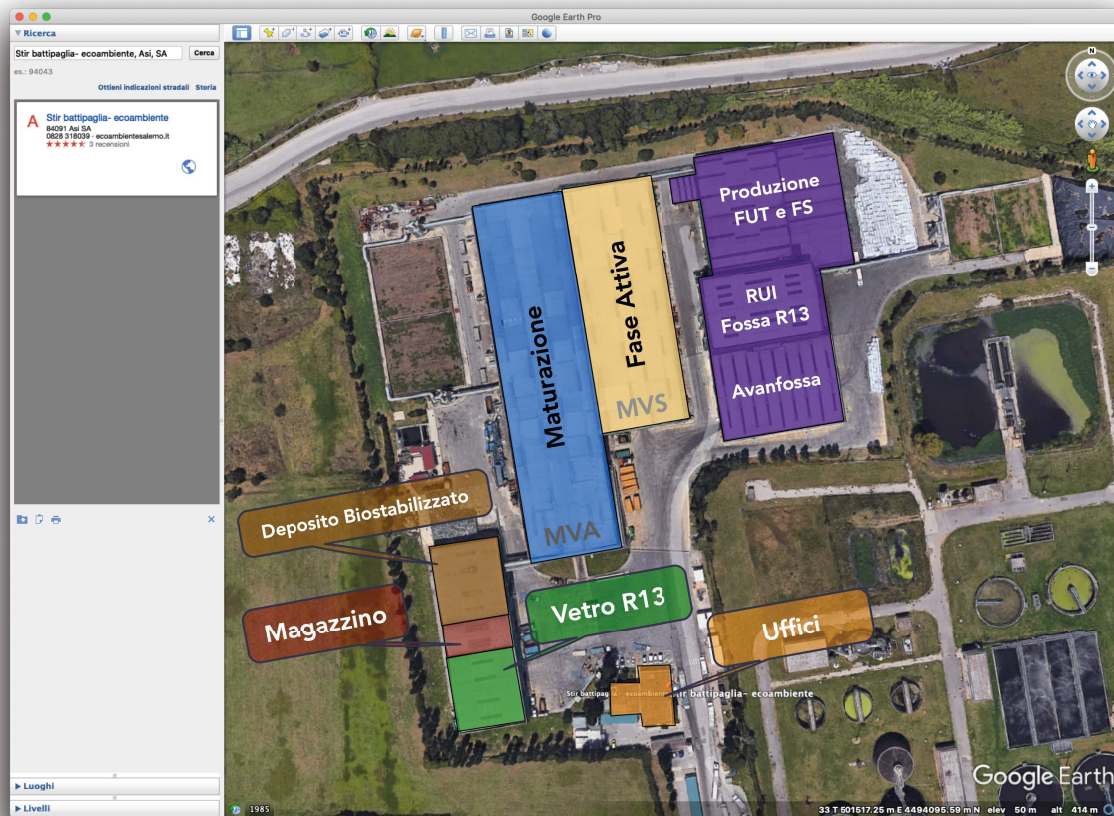 Google Earth Pro
Ricerca
Stir battipaglia- ecoambiente, Asi, SA
Cerca
es.: 94043
Ottieni indicazioni stradali Storia
A
Stir battipaglia- ecoambiente
84091 Asi SA
0828 318039 - ecoambientesalerno.it
3 recensioni
Luoghi
Livelli
N
Produzione
FUT e FS
RUI
Fossa R13
Avanfossa
Maturazione
Fase Attiva
MVS
MVA
Deposito Biostabilizzato
Magazzino
Vetro R13
Uffici
Stir battipaglia- ecoambiente
Stir battipaglia- ecoambiente
Google Earth
1985
33 T 501517.25 m E 4494095.59 m N elev 50 m alt 414 m